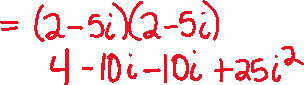 = (2-5i)(2-5i)
4-10i-10i+25i²